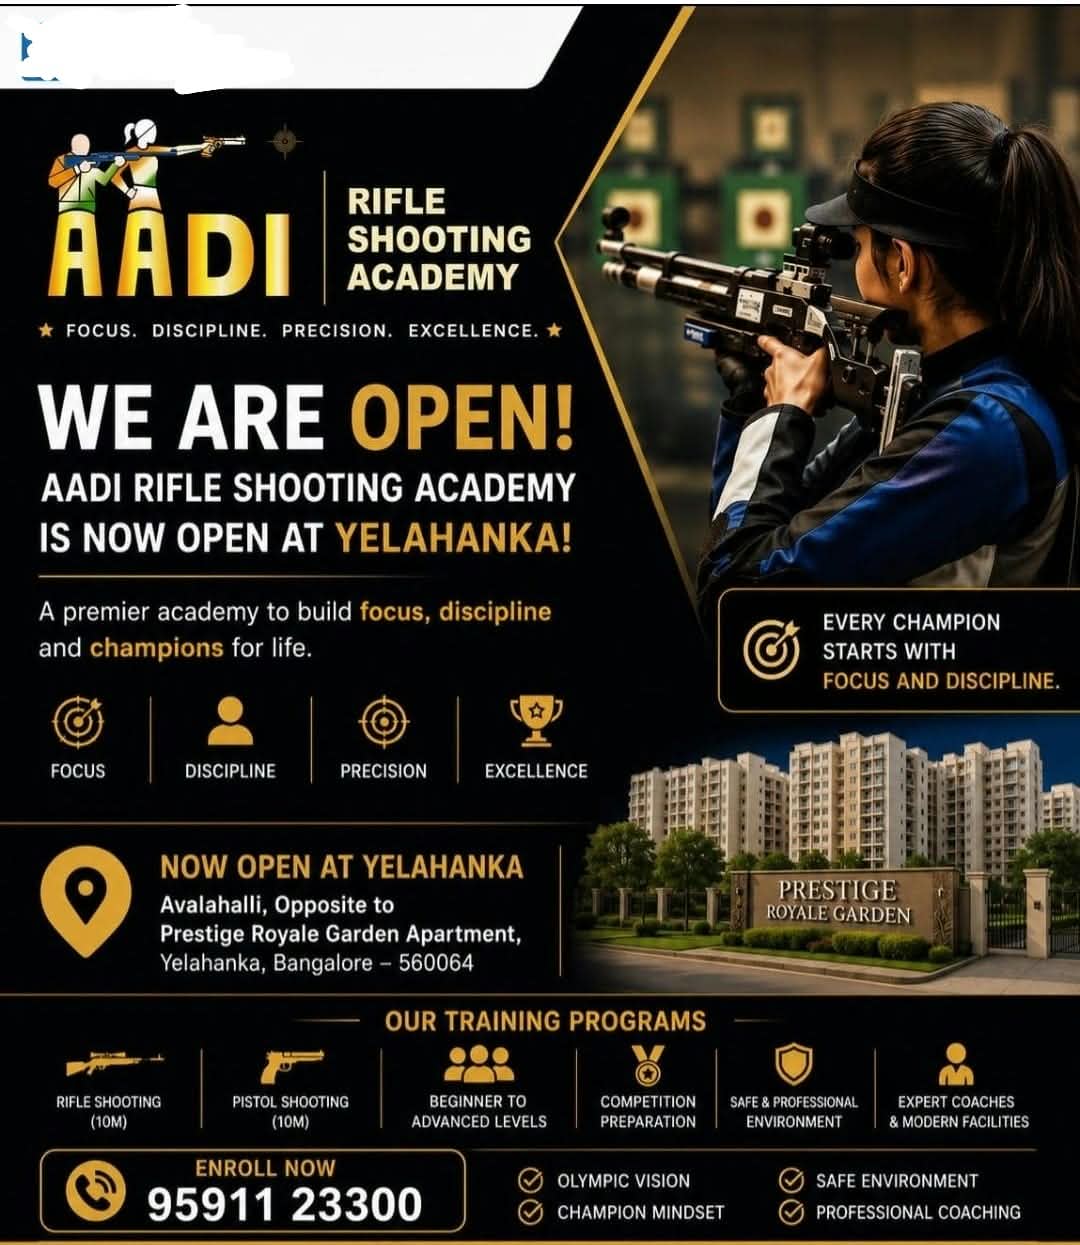 AADI
RIFLE
SHOOTING
ACADEMY
FOCUS. DISCIPLINE. PRECISION. EXCELLENCE.
WE ARE OPEN!
AADI RIFLE SHOOTING ACADEMY
IS NOW OPEN AT YELAHANKA!
A premier academy to build focus, discipline
and champions for life.
EVERY CHAMPION
STARTS WITH
FOCUS AND DISCIPLINE.
FOCUS
DISCIPLINE
PRECISION
EXCELLENCE
NOW OPEN AT YELAHANKA
Avalahalli, Opposite to
Prestige Royale Garden Apartment,
Yelahanka, Bangalore – 560064
PRESTIGE
ROYALE GARDEN
OUR TRAINING PROGRAMS
RIFLE SHOOTING
(10M)
PISTOL SHOOTING
(10M)
BEGINNER TO
ADVANCED LEVELS
COMPETITION
PREPARATION
SAFE & PROFESSIONAL
ENVIRONMENT
EXPERT COACHES
& MODERN FACILITIES
ENROLL NOW
95911 23300
OLYMPIC VISION
CHAMPION MINDSET
SAFE ENVIRONMENT
PROFESSIONAL COACHING